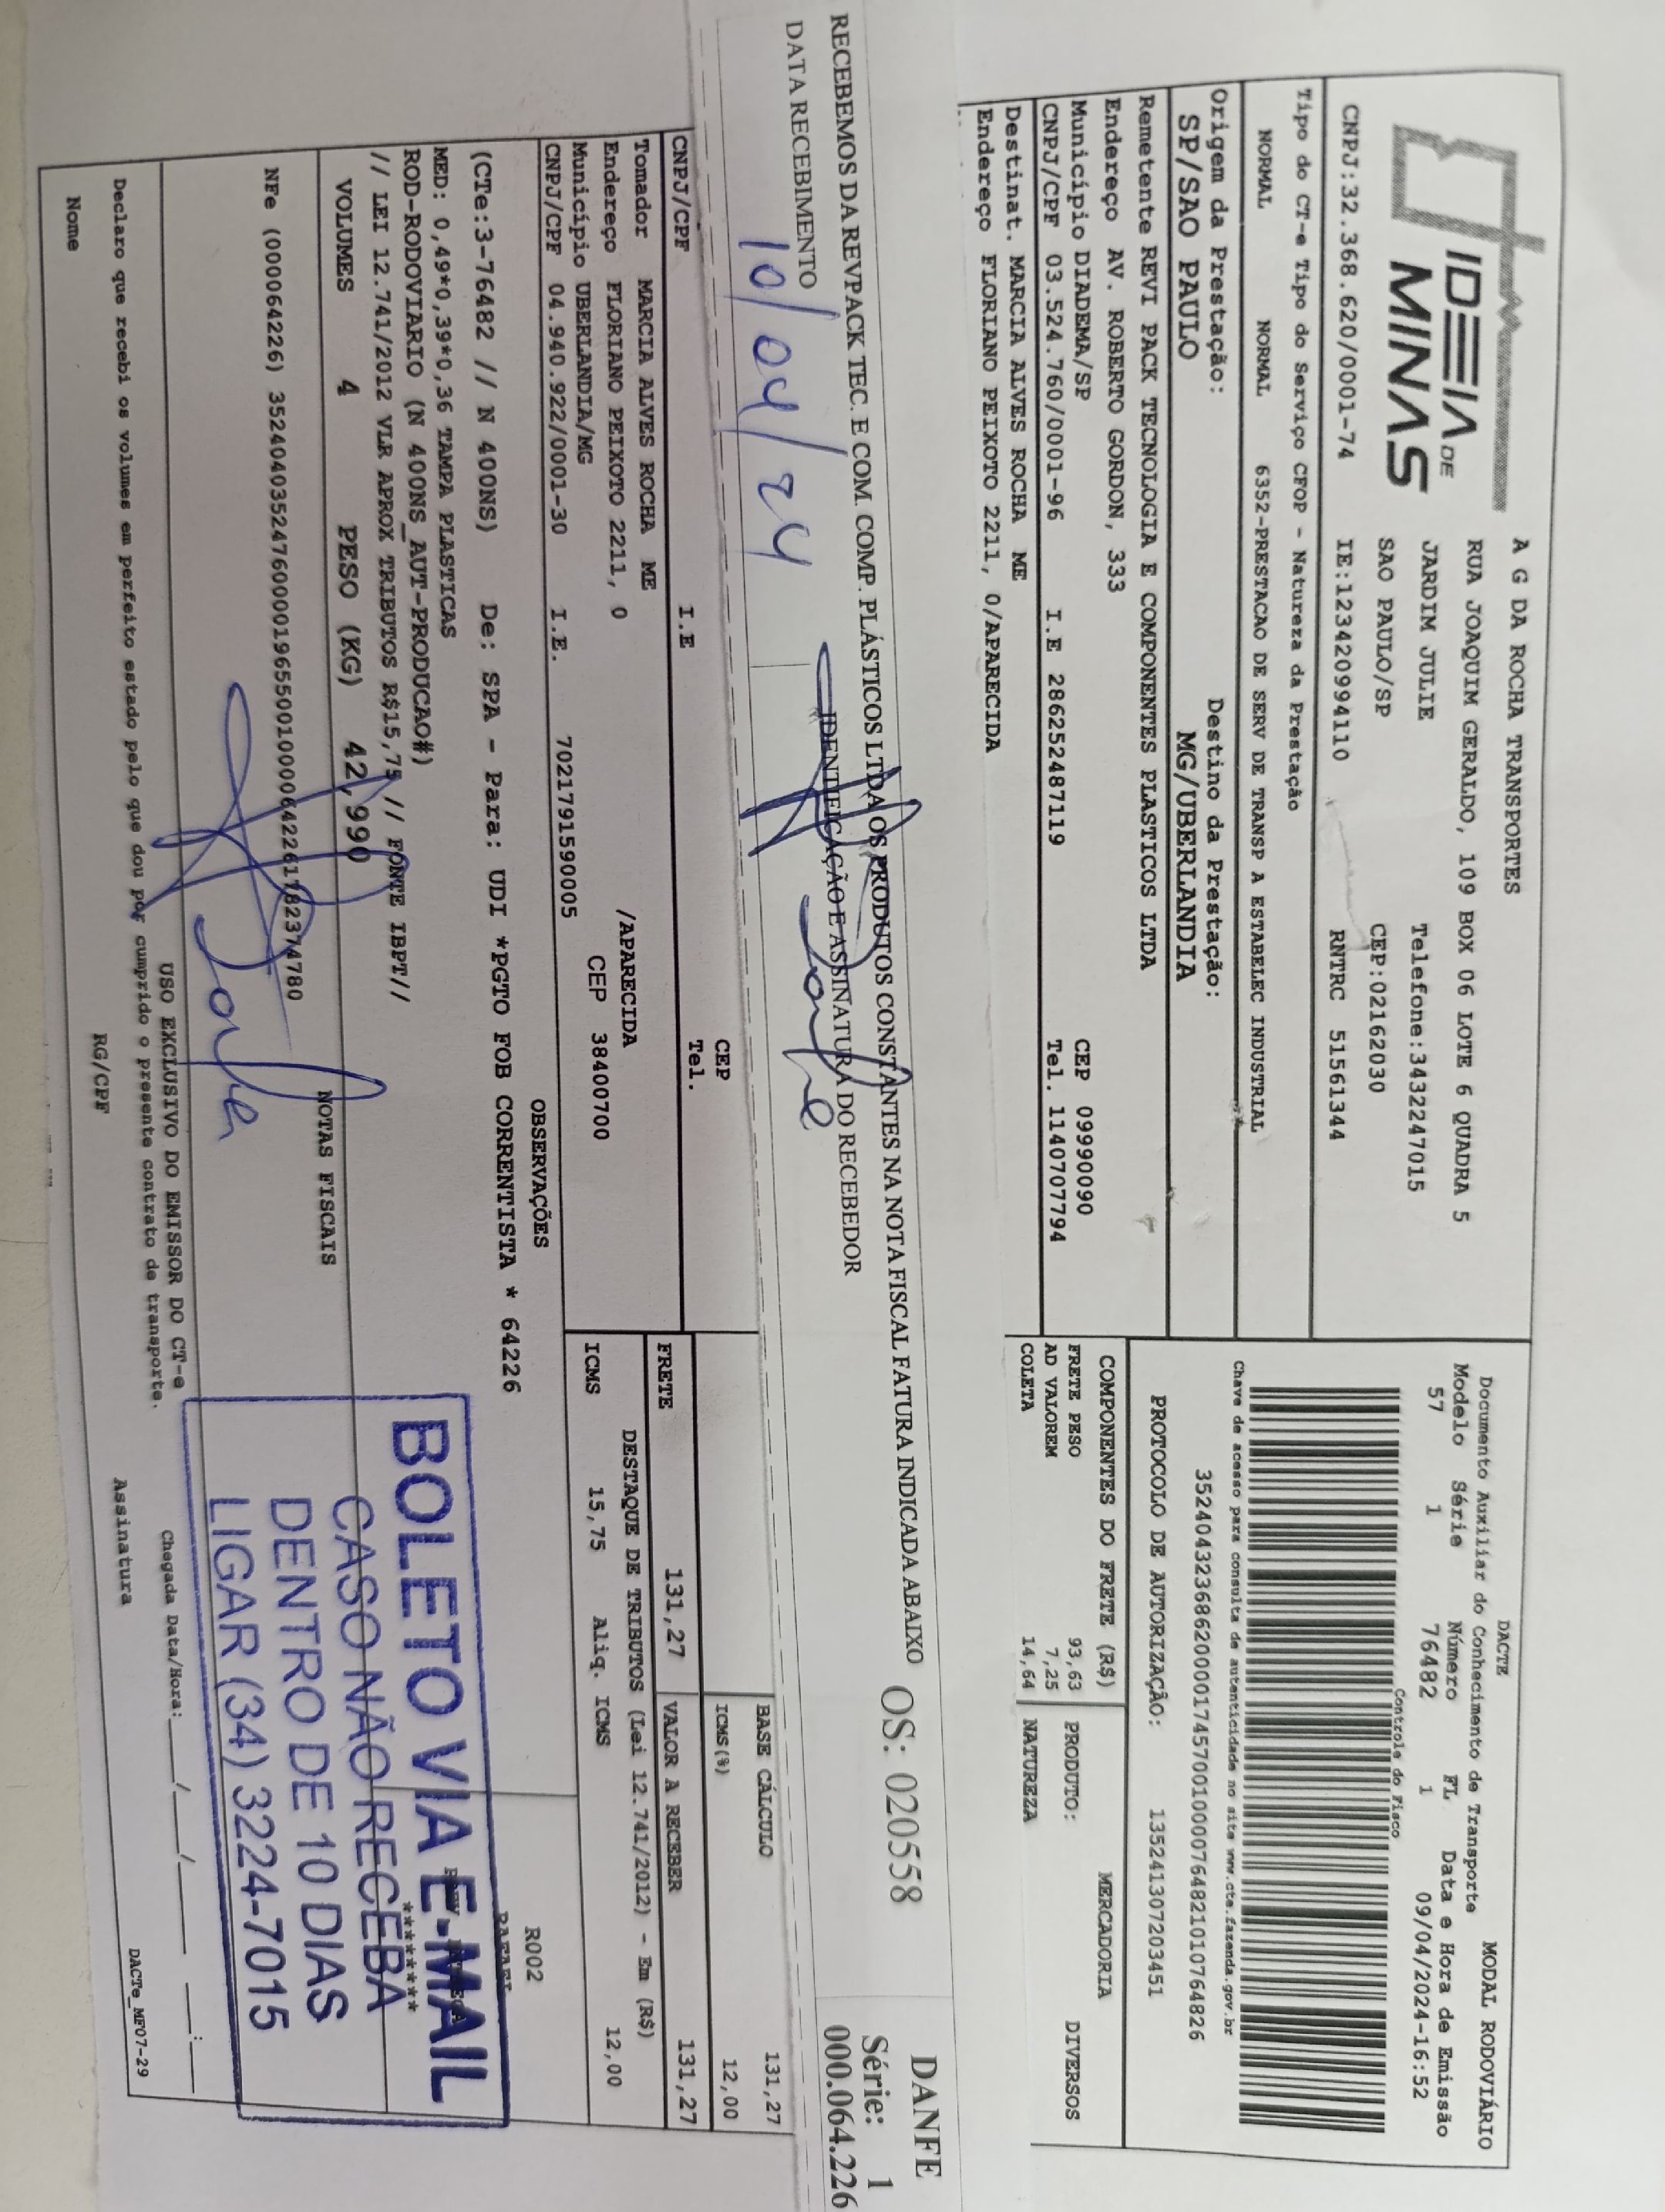 IDEIA DE
MINAS
A G DA ROCHA TRANSPORTES
RUA JOAQUIM GERALDO, 109 BOX 06 LOTE 6 QUADRA 5
JARDIM JULIE Telefone:3432247015
SAO PAULO/SP CEP:02162030
CNPJ:32.368.620/0001-74 IE:123420994110 RNTRC 51561344
Tipo do CT-e Tipo do Serviço CFOP - Natureza da Prestação
NORMAL NORMAL 6352-PRESTACAO DE SERV DE TRANSP A ESTABELEC INDUSTRIAL
Origem da Prestação: Destino da Prestação:
SP/SAO PAULO MG/UBERLANDIA
Remetente REVI PACK TECNOLOGIA E COMPONENTES PLASTICOS LTDA
Endereço AV. ROBERTO GORDON, 333
Município DIADEMA/SP CEP 09990090
CNPJ/CPF 03.524.760/0001-96 I.E 286252487119 Tel. 1140707794
Destinat. MARCIA ALVES ROCHA ME
Endereço FLORIANO PEIXOTO 2211, 0/APARECIDA
DACTE MODAL RODOVIÁRIO
Documento Auxiliar do Conhecimento de Transporte
Modelo Série Número FL Data e Hora de Emissão
57 1 76482 1 09/04/2024-16:52
Controle do Fisco
Chave de acesso para consulta de autenticidade no site www.cte.fazenda.gov.br
35240432368620000174570010000764821010764826
PROTOCOLO DE AUTORIZAÇÃO: 135241307203451
COMPONENTES DO FRETE (R$) MERCADORIA
FRETE PESO 93,63 PRODUTO: DIVERSOS
AD VALOREM 7,25
COLETA 14,64 NATUREZA
RECEBEMOS DA REVPACK TEC. E COM. COMP. PLÁSTICOS LTDA OS PRODUTOS CONSTANTES NA NOTA FISCAL FATURA INDICADA ABAIXO, OS: 020558
DATA RECEBIMENTO IDENTIFICAÇÃO E ASSINATURA DO RECEBEDOR
10/04/24
DANFE
Série: 1
000.064.226
CEP
CNPJ/CPF I.E Tel.
Tomador MARCIA ALVES ROCHA ME
Endereço FLORIANO PEIXOTO 2211, 0 /APARECIDA
Município UBERLANDIA/MG CEP 38400700
CNPJ/CPF 04.940.922/0001-30 I.E. 7021791590005
BASE CÁLCULO 131,27
ICMS(%) 12,00
FRETE 131,27 VALOR A RECEBER 131,27
DESTAQUE DE TRIBUTOS (Lei 12.741/2012) - Em (R$)
ICMS 15,75 Aliq. ICMS 12,00
OBSERVAÇÕES
(CTe:3-76482 // N 400NS) De: SPA - Para: UDI *PGTO FOB CORRENTISTA * 64226
MED: 0,49*0,39*0,36 TAMPA PLASTICAS
ROD-RODOVIARIO (N 400NS_AUT-PRODUCAO#)
// LEI 12.741/2012 VLR APROX TRIBUTOS R$15,75 // FONTE IBPT//
R002
RAFAEL
*******
VOLUMES 4 PESO (KG) 42,990
NOTAS FISCAIS
NFe (000064226) 35240403524760000196550010000642261782374780
BOLETO VIA E-MAIL
CASO NÃO RECEBA
DENTRO DE 10 DIAS
LIGAR (34) 3224-7015
USO EXCLUSIVO DO EMISSOR DO CT-e
Declaro que recebi os volumes em perfeito estado pelo que dou por cumprido o presente contrato de transporte.
Chegada Data/Hora: ___/___/___ __:__
Nome RG/CPF Assinatura
DACTe_MF07-29